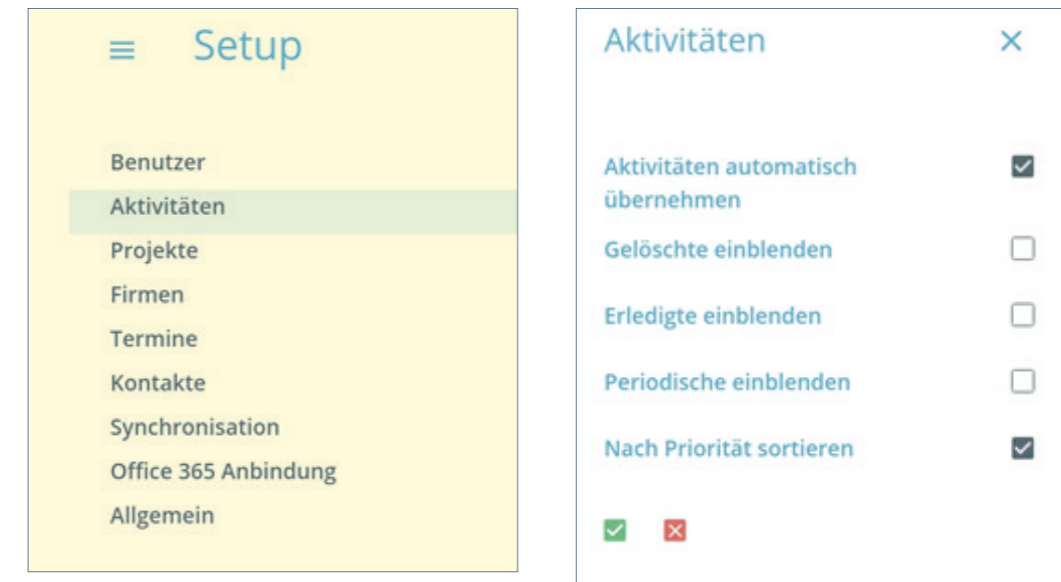 Setup
Benutzer
Aktivitäten
Projekte
Firmen
Termine
Kontakte
Synchronisation
Office 365 Anbindung
Allgemein
Aktivitäten
Aktivitäten automatisch
übernehmen
Gelöschte einblenden
Erledigte einblenden
Periodische einblenden
Nach Priorität sortieren